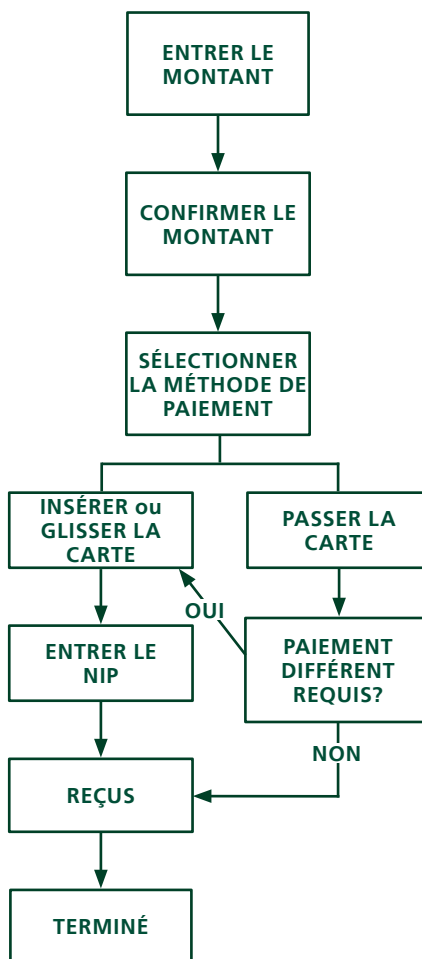 ENTRER LE
MONTANT
CONFIRMER LE
MONTANT
SÉLECTIONNER
LA MÉTHODE DE
PAIEMENT
INSÉRER ou
GLISSER LA
CARTE
PASSER LA
CARTE
OUI
ENTRER LE
NIP
PAIEMENT
DIFFÉRENT
REQUIS?
NON
REÇUS
TERMINÉ